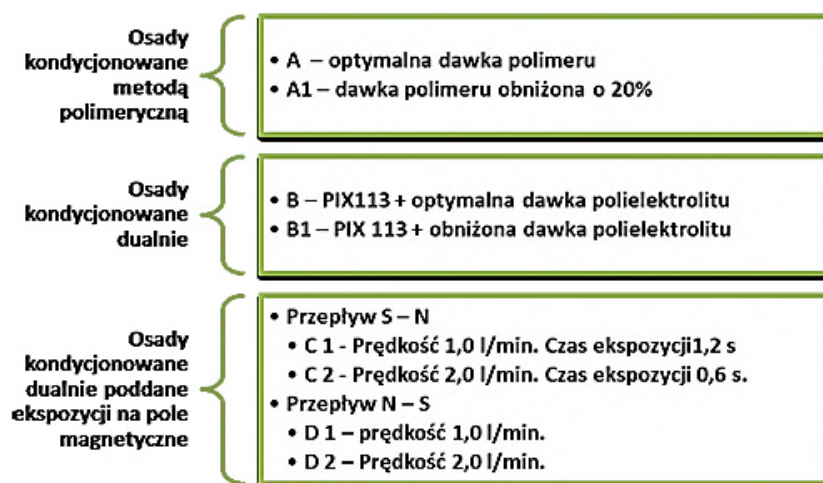 Osady
kondycjonowane
metodą
polimeryczną
• A – optymalna dawka polimeru
• A1 – dawka polimeru obniżona o 20%
Osady
kondycjonowane
dualnie
• B – PIX113 + optymalna dawka polielektrolitu
• B1 – PIX 113 + obniżona dawka polielektrolitu
Osady
kondycjonowane
dualnie poddane
ekspozycji na pole
magnetyczne
• Przepływ S – N
• C 1 - Prędkość 1,0 l/min. Czas ekspozycji1,2 s
• C 2 - Prędkość 2,0 l/min. Czas ekspozycji 0,6 s.
• Przepływ N – S
• D 1 – prędkość 1,0 l/min.
• D 2 – Prędkość 2,0 l/min.